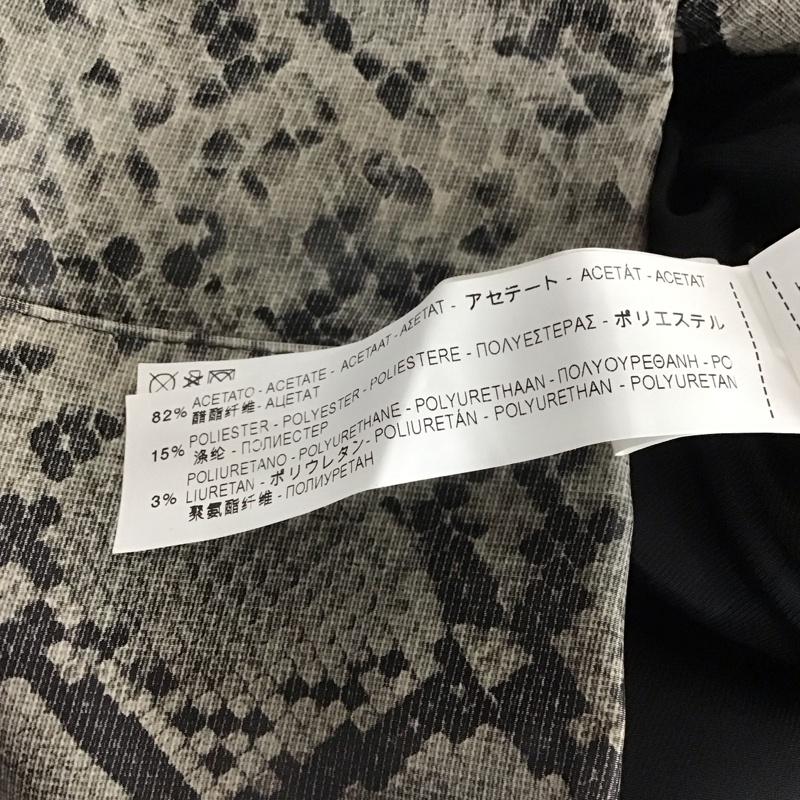 82% ACETATO - ACETATE - ACETAAT - ΑΣΕΤΑΤ - アセテート - ACETÁT - ACETAT
醋酯纤维 - АЦЕТАТ
15% POLIESTER - POLYESTER - POLIESTERE - ΠΟΛΥΕΣΤΕΡΑΣ - ポリエステル
涤纶 - ПОЛИЕСТЕР
3% POLIURETANO - POLYURETHANE - POLYURETHAAN - ΠΟΛΥΟΥΡΕΘΑΝΗ - PO
LIURETAN - ポリウレタン - POLIURETÁN - POLYURETHAN - POLYURETAN
聚氨酯纤维 - ПОЛИУРЕТАН